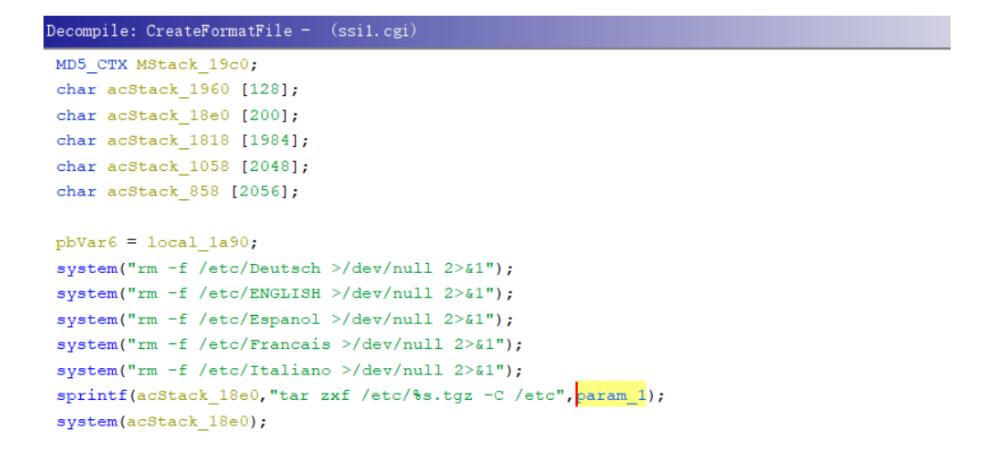 Decompile: CreateFormatFile - (ssi1.cgi)
MD5_CTX MStack_19c0;
char acStack_1960 [128];
char acStack_18e0 [200];
char acStack_1818 [1984];
char acStack_1058 [2048];
char acStack_858 [2056];
pbVar6 = local_1a90;
system("rm -f /etc/Deutsch >/dev/null 2>&1");
system("rm -f /etc/ENGLISH >/dev/null 2>&1");
system("rm -f /etc/Espanol >/dev/null 2>&1");
system("rm -f /etc/Francais >/dev/null 2>&1");
system("rm -f /etc/Italiano >/dev/null 2>&1");
sprintf(acStack_18e0,"tar zxf /etc/%s.tgz -C /etc",param_1);
system(acStack_18e0);